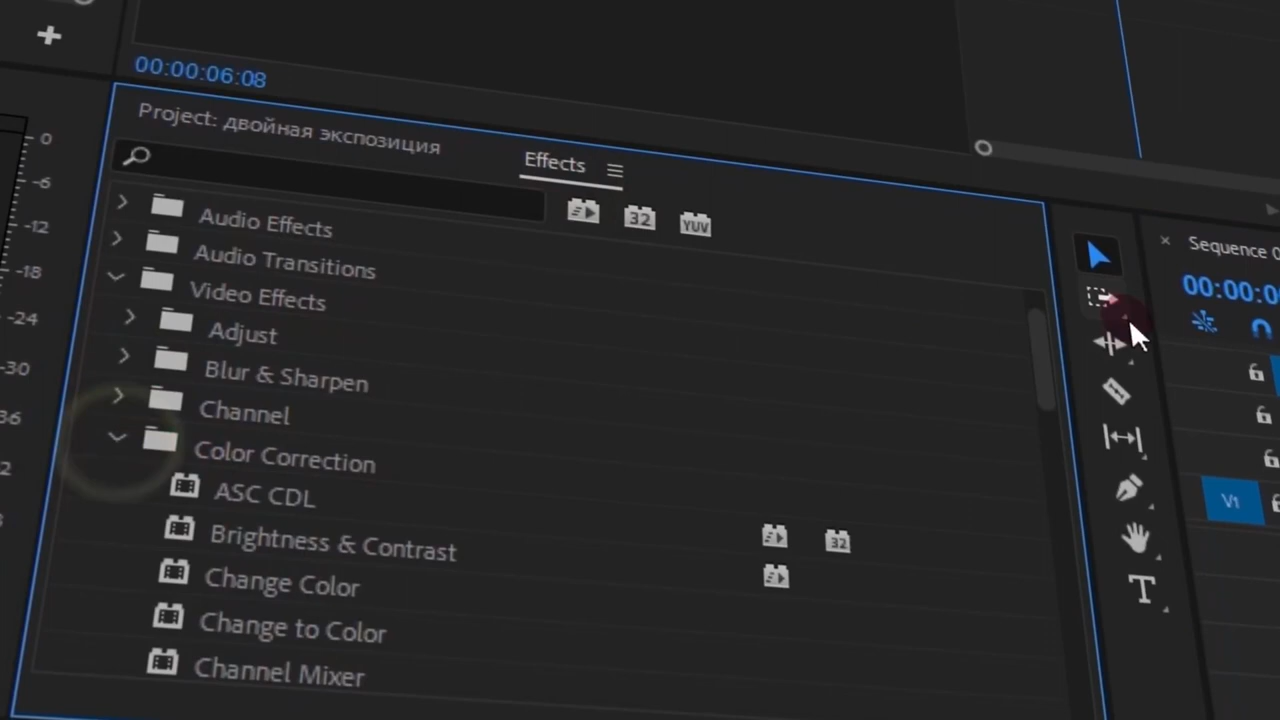 00:00:06:08
Project: двойная экспозиция
Effects
32
YUV
Audio Effects
Audio Transitions
Video Effects
Adjust
Blur & Sharpen
Channel
Color Correction
ASC CDL
Brightness & Contrast
32
Change Color
Change to Color
Channel Mixer
0
-6
-12
-18
-24
-30
36
Sequence 0
00:00:0
V1